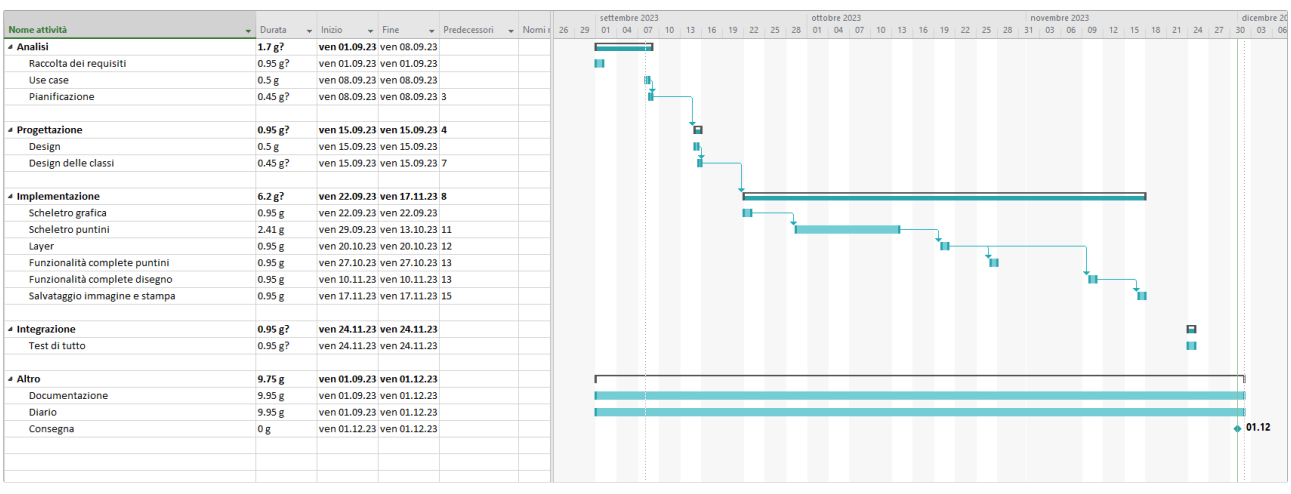 settembre 2023 ottobre 2023 novembre 2023 dicembre 20
Nome attività Durata Inizio Fine Predecessori Nomi r 26 29 01 04 07 10 13 16 19 22 25 28 01 04 07 10 13 16 19 22 25 28 31 03 06 09 12 15 18 21 24 27 30 03 06
Analisi 1.7 g? ven 01.09.23 ven 08.09.23
Raccolta dei requisiti 0.95 g? ven 01.09.23 ven 01.09.23
Use case 0.5 g ven 08.09.23 ven 08.09.23
Pianificazione 0.45 g? ven 08.09.23 ven 08.09.23 3
Progettazione 0.95 g? ven 15.09.23 ven 15.09.23 4
Design 0.5 g ven 15.09.23 ven 15.09.23
Design delle classi 0.45 g? ven 15.09.23 ven 15.09.23 7
Implementazione 6.2 g? ven 22.09.23 ven 17.11.23 8
Scheletro grafica 0.95 g ven 22.09.23 ven 22.09.23
Scheletro puntini 2.41 g ven 29.09.23 ven 13.10.23 11
Layer 0.95 g ven 20.10.23 ven 20.10.23 12
Funzionalità complete puntini 0.95 g ven 27.10.23 ven 27.10.23 13
Funzionalità complete disegno 0.95 g ven 10.11.23 ven 10.11.23 13
Salvataggio immagine e stampa 0.95 g ven 17.11.23 ven 17.11.23 15
Integrazione 0.95 g? ven 24.11.23 ven 24.11.23
Test di tutto 0.95 g? ven 24.11.23 ven 24.11.23
Altro 9.75 g ven 01.09.23 ven 01.12.23
Documentazione 9.95 g ven 01.09.23 ven 01.12.23
Diario 9.95 g ven 01.09.23 ven 01.12.23
Consegna 0 g ven 01.12.23 ven 01.12.23 01.12